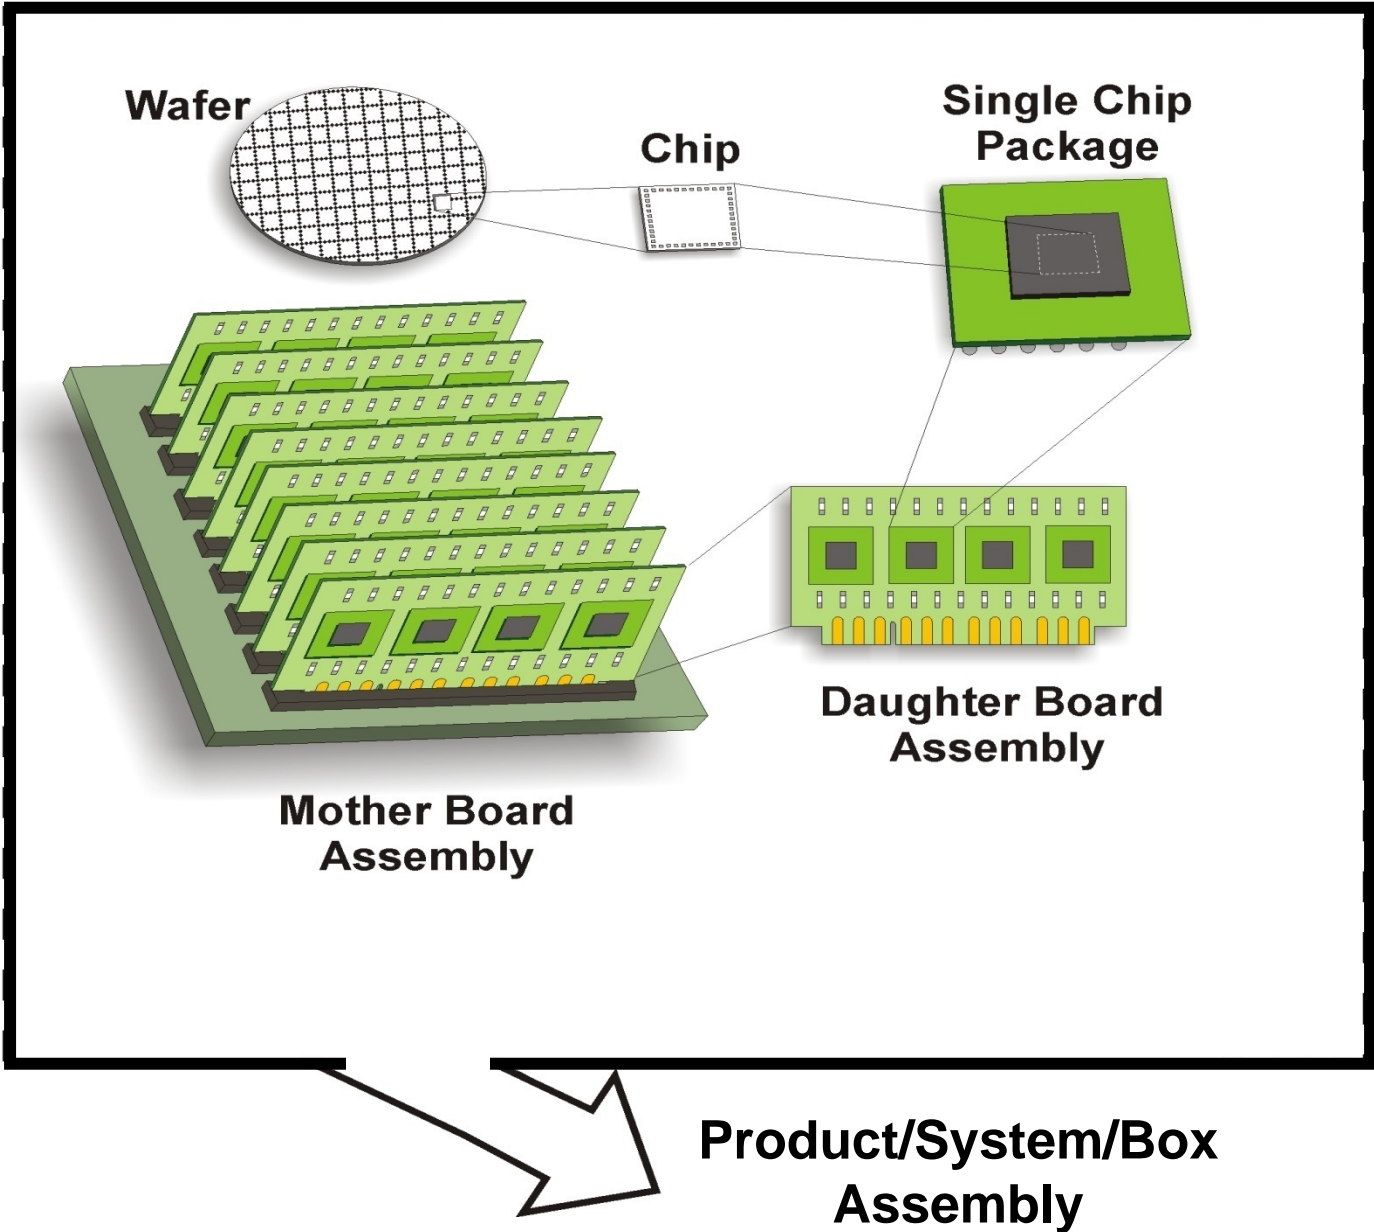 Wafer
Chip
Single Chip
Package
Daughter Board
Assembly
Mother Board
Assembly
Product/System/Box
Assembly